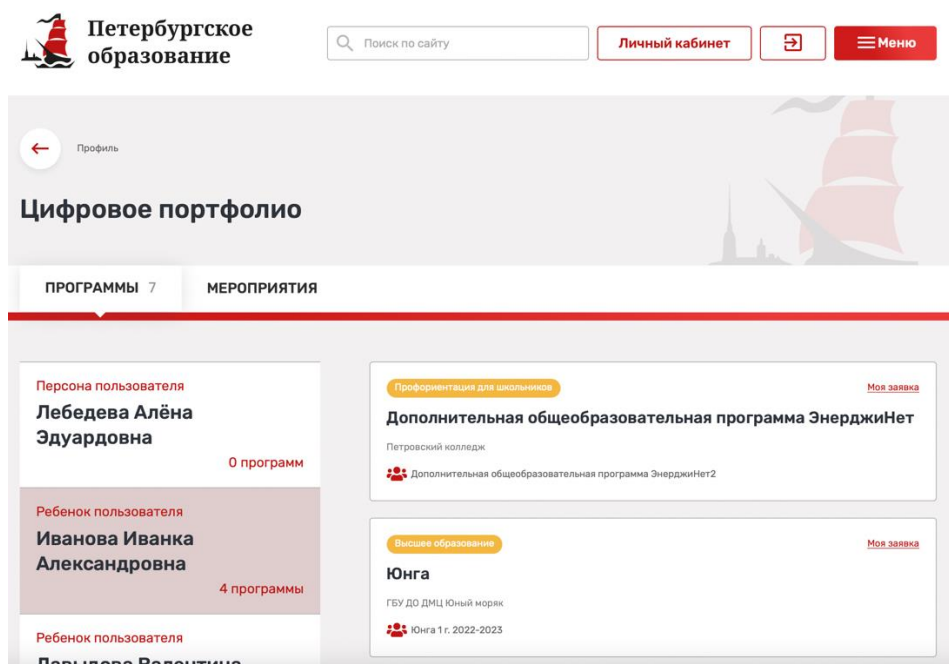 Петербургское
образование
Поиск по сайту
Личный кабинет
Меню
Профиль
Цифровое портфолио
ПРОГРАММЫ 7
МЕРОПРИЯТИЯ
Персона пользователя
Лебедева Алёна
Эдуардовна
0 программ
Ребенок пользователя
Иванова Иванка
Александровна
4 программы
Ребенок пользователя
Давыдова Валентина
Профориентация для школьников
Моя заявка
Дополнительная общеобразовательная программа ЭнерджиНет
Петровский колледж
Дополнительная общеобразовательная программа ЭнерджиНет2
Высшее образование
Моя заявка
Юнга
ГБУ ДО ДМЦ Юный моряк
Юнга 1 г. 2022-2023